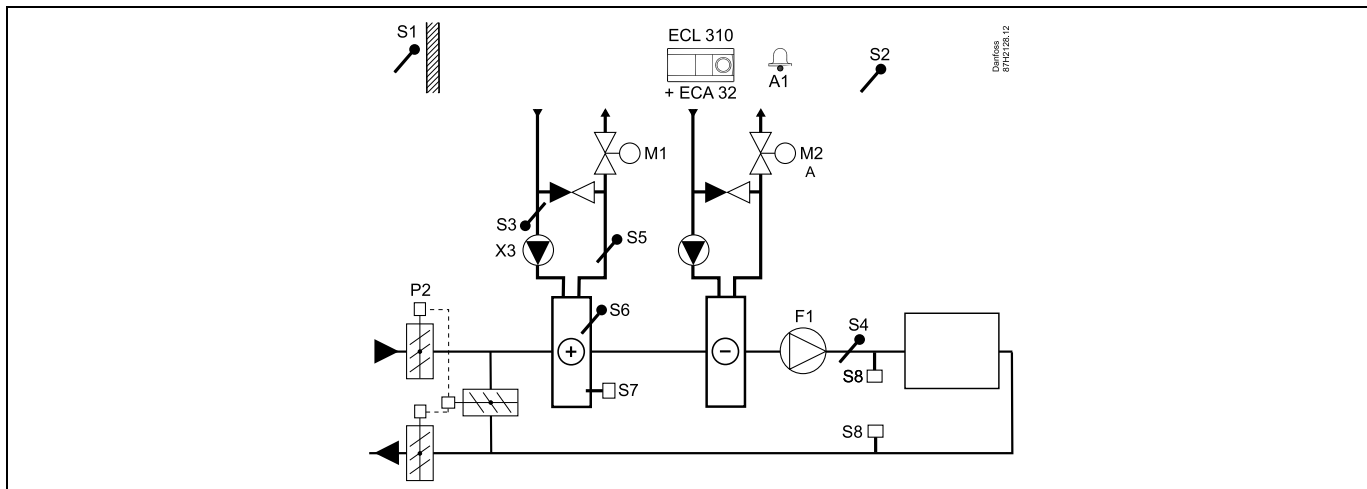 S1
ECL 310
+ ECA 32
A1
S2
Danfoss
87H2128.12
M1
M2
A
S3
X3
S5
P2
S6
S7
F1
S4
S8
S8
+
−